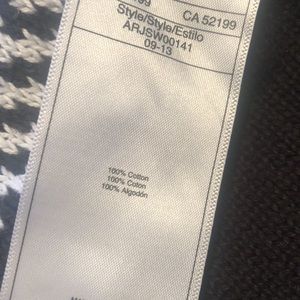 CA 52199
Style/Style/Estilo
ARJSW00141
09-13
100% Cotton
100% Coton
100% Algodón